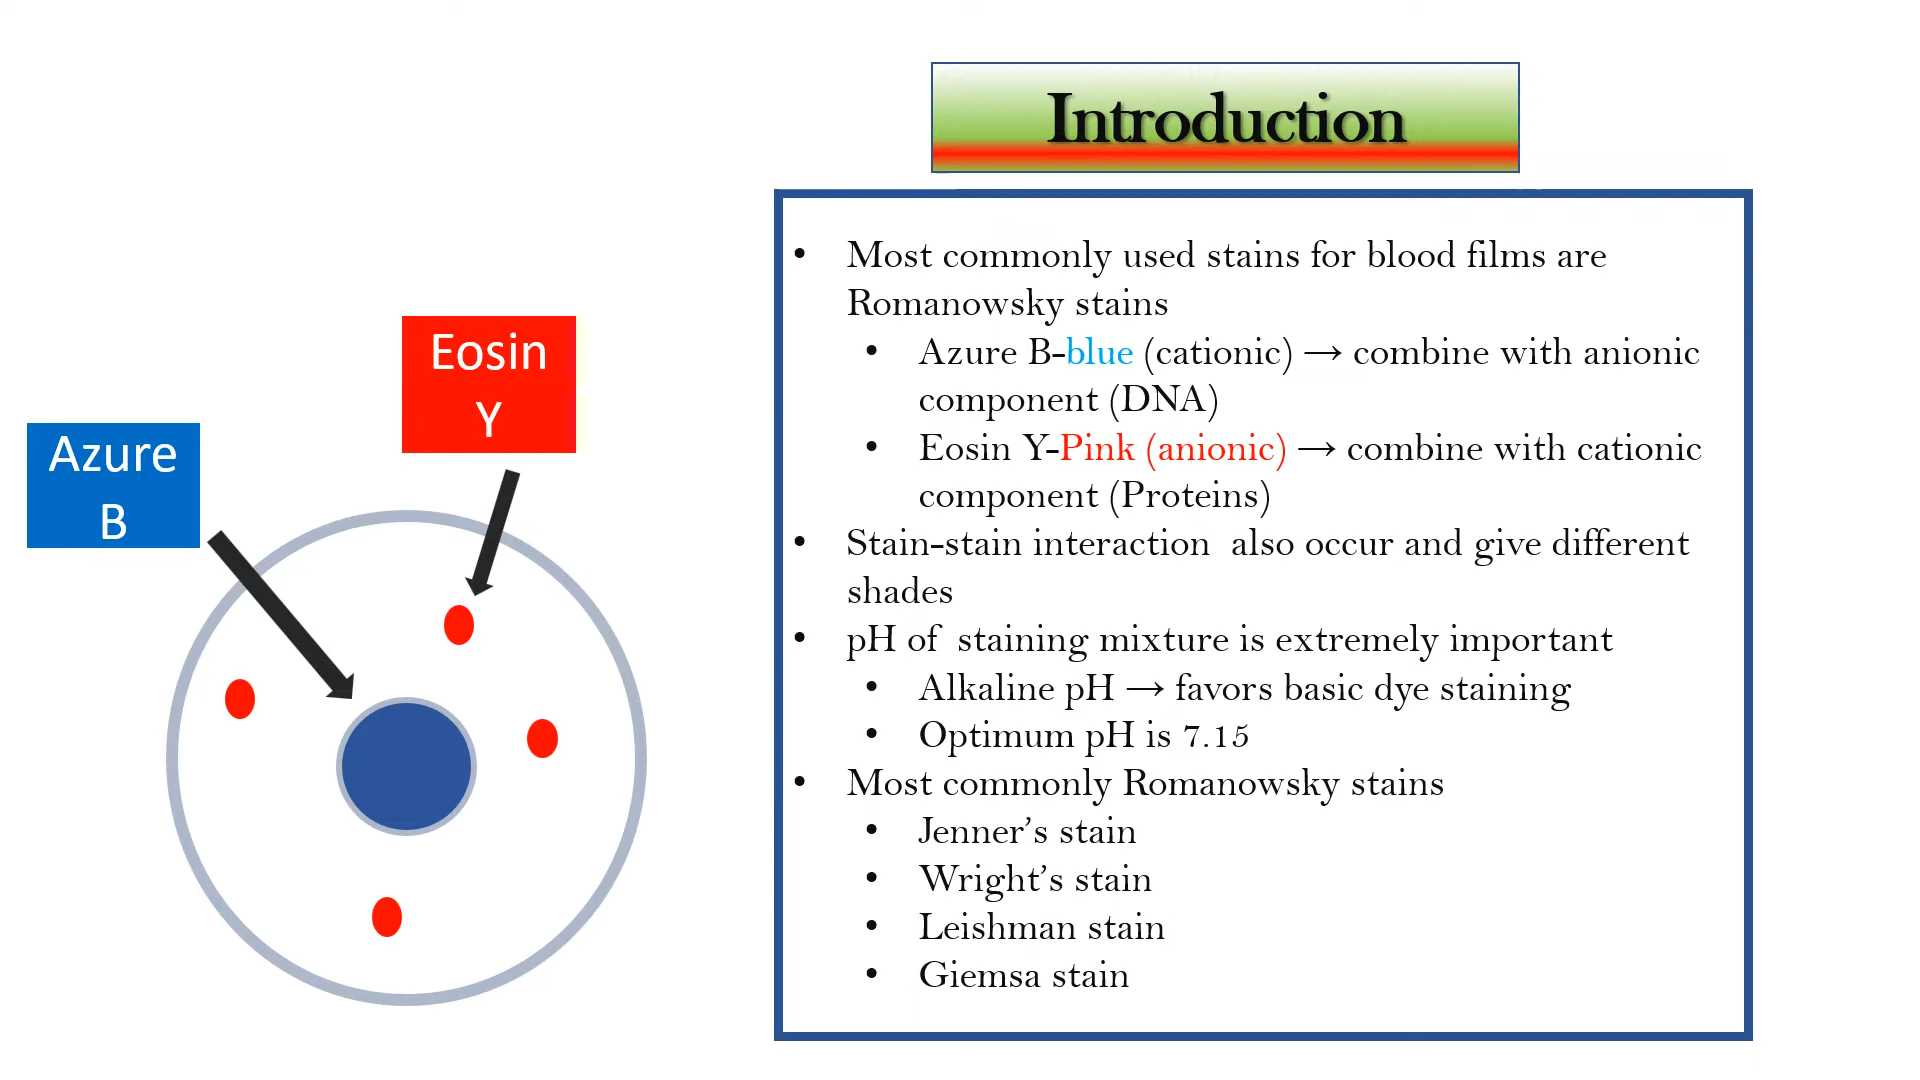 Introduction
• Most commonly used stains for blood films are
Romanowsky stains
• Azure B-blue (cationic) → combine with anionic
component (DNA)
• Eosin Y-Pink (anionic) → combine with cationic
component (Proteins)
• Stain-stain interaction also occur and give different
shades
• pH of staining mixture is extremely important
• Alkaline pH → favors basic dye staining
• Optimum pH is 7.15
• Most commonly Romanowsky stains
• Jenner’s stain
• Wright’s stain
• Leishman stain
• Giemsa stain
Eosin
Y
Azure
B